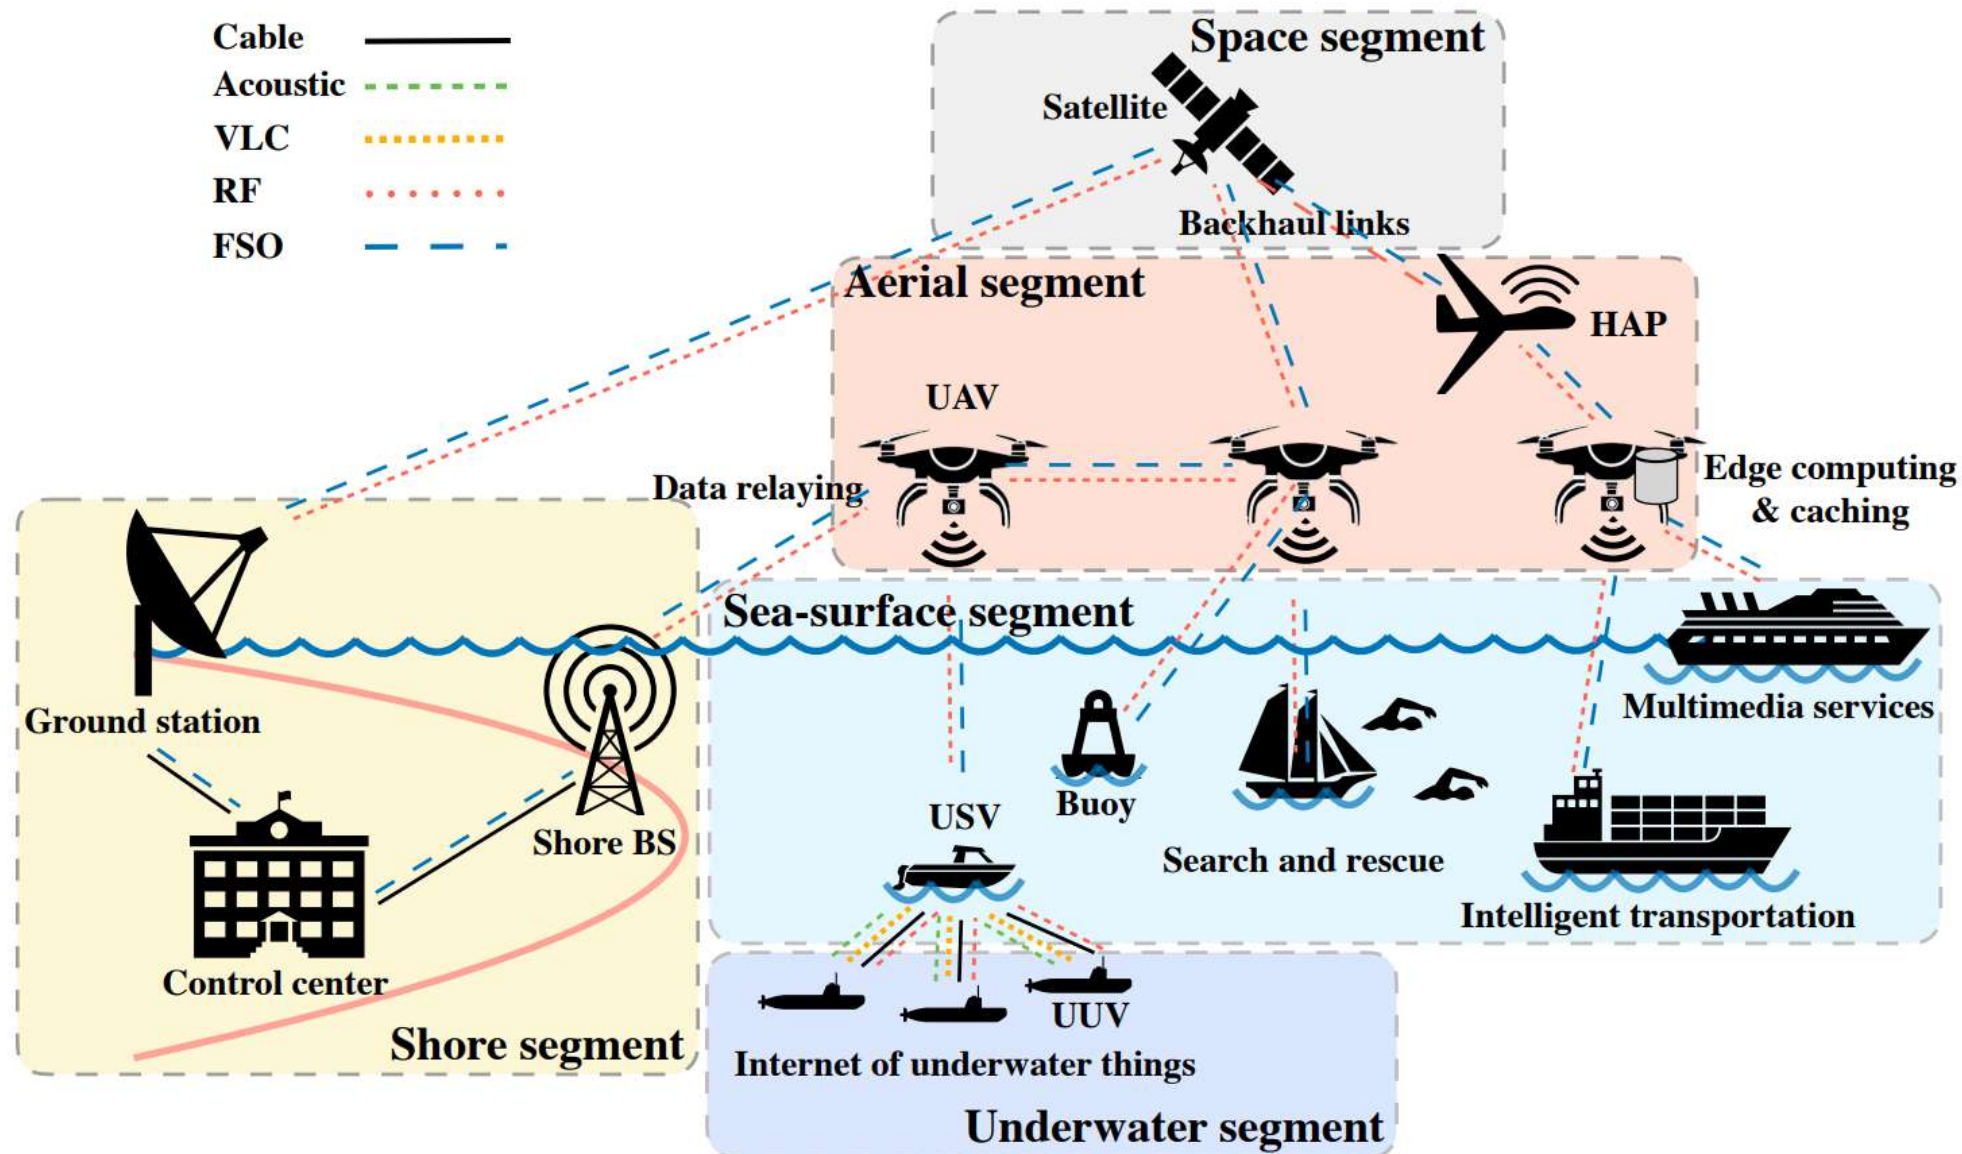 Cable
Acoustic
VLC
RF
FSO
Space segment
Satellite
Backhaul links
Aerial segment
HAP
UAV
Data relaying
Edge computing
& caching
Sea-surface segment
Ground station
Shore BS
Control center
Shore segment
Multimedia services
Buoy
USV
Search and rescue
Intelligent transportation
UUV
Internet of underwater things
Underwater segment